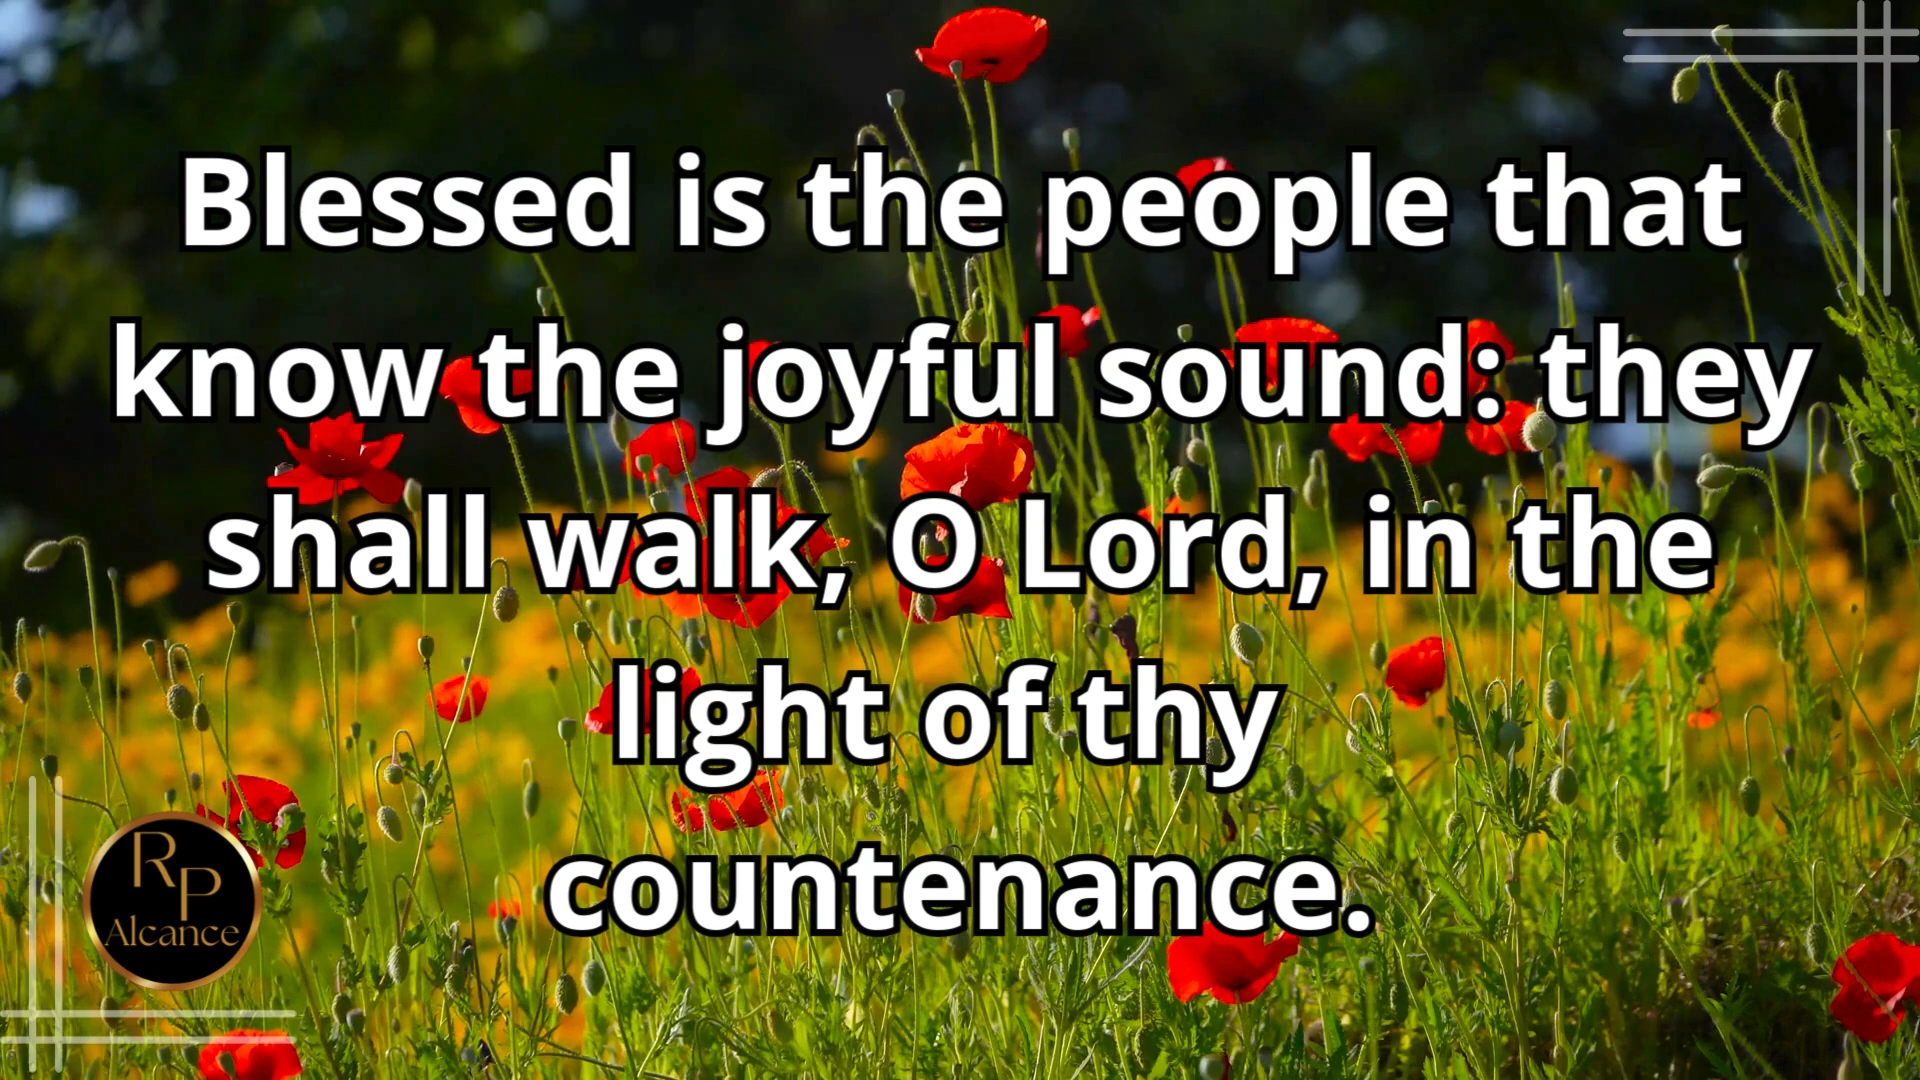 Blessed is the people that
know the joyful sound: they
shall walk, O Lord, in the
light of thy
countenance.
RP
Alcance